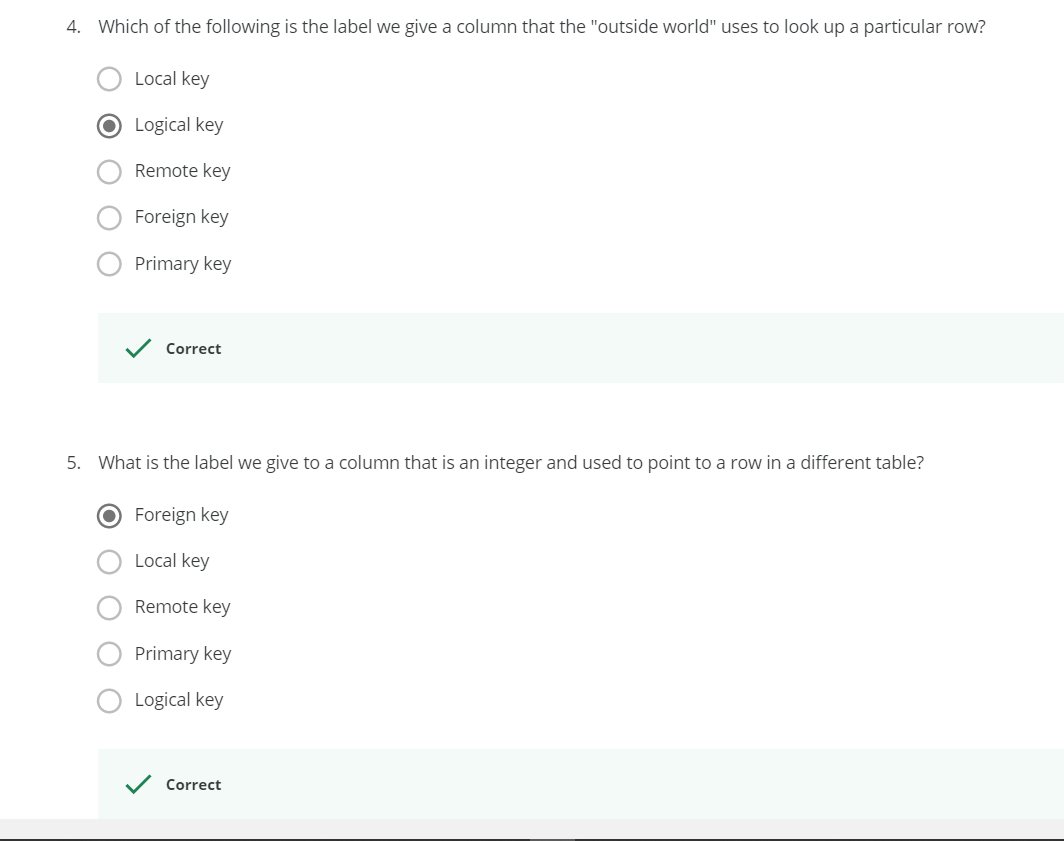 4. Which of the following is the label we give a column that the "outside world" uses to look up a particular row?
Local key
Logical key
Remote key
Foreign key
Primary key
Correct
5. What is the label we give to a column that is an integer and used to point to a row in a different table?
Foreign key
Local key
Remote key
Primary key
Logical key
Correct